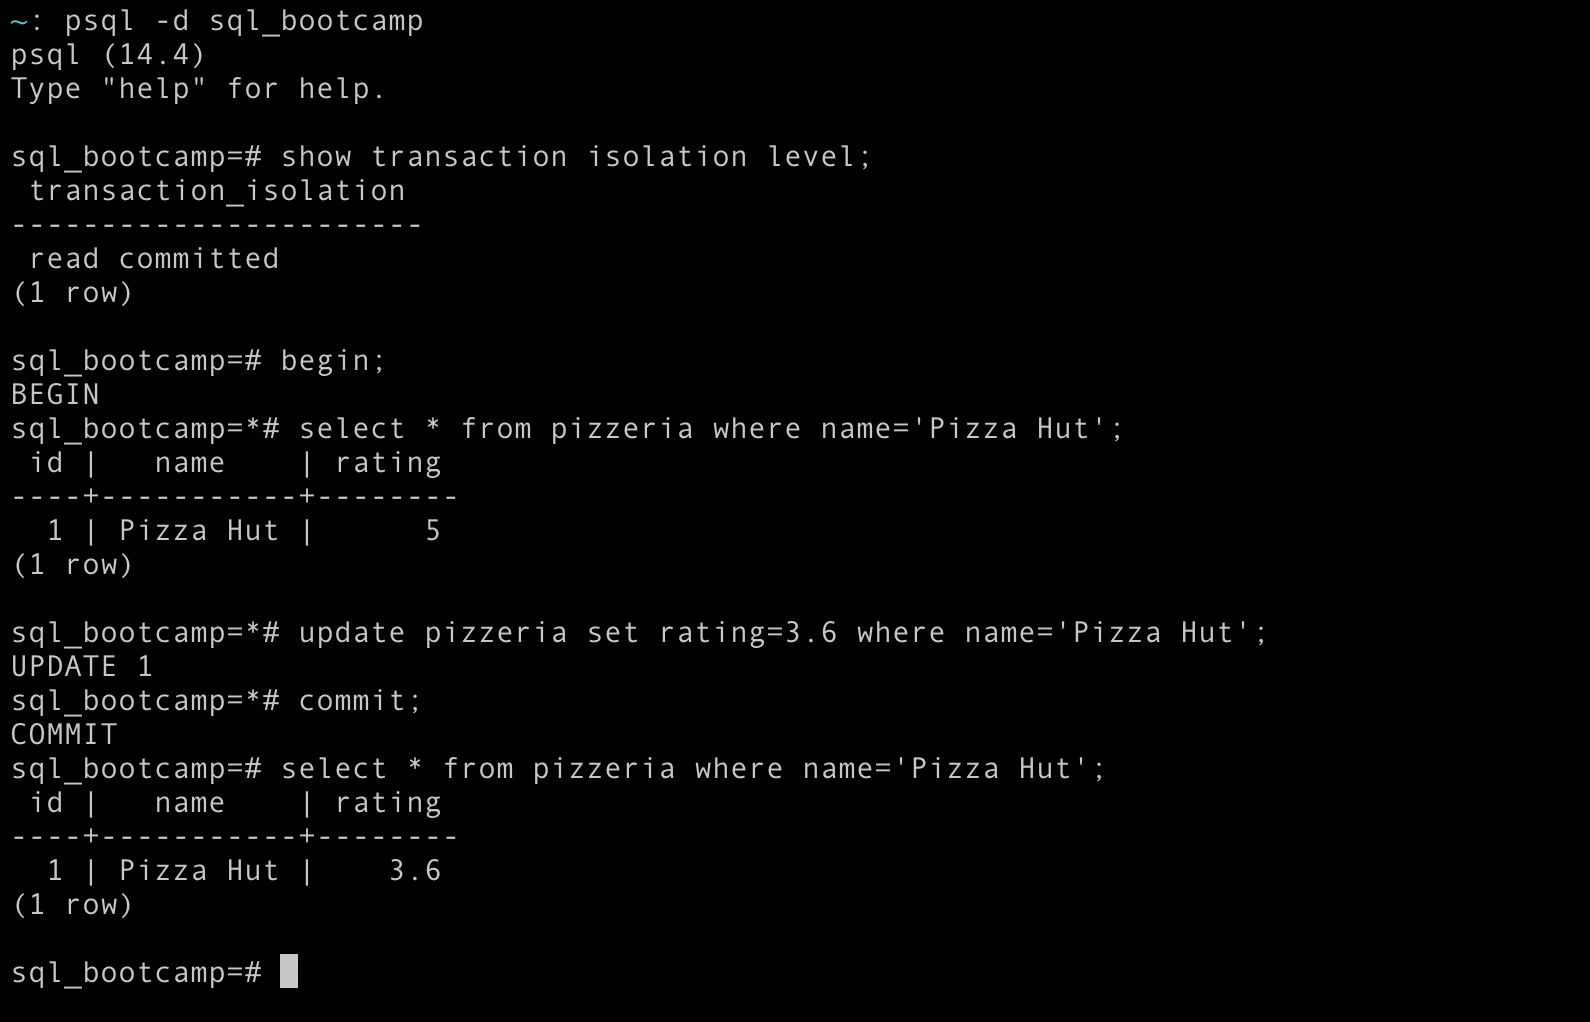 ~: psql -d sql_bootcamp
psql (14.4)
Type "help" for help.

sql_bootcamp=# show transaction isolation level;
 transaction_isolation
-----------------------
 read committed
(1 row)

sql_bootcamp=# begin;
BEGIN
sql_bootcamp=*# select * from pizzeria where name='Pizza Hut';
 id |   name    | rating
----+-----------+--------
  1 | Pizza Hut |      5
(1 row)

sql_bootcamp=*# update pizzeria set rating=3.6 where name='Pizza Hut';
UPDATE 1
sql_bootcamp=*# commit;
COMMIT
sql_bootcamp=# select * from pizzeria where name='Pizza Hut';
 id |   name    | rating
----+-----------+--------
  1 | Pizza Hut |    3.6
(1 row)

sql_bootcamp=#